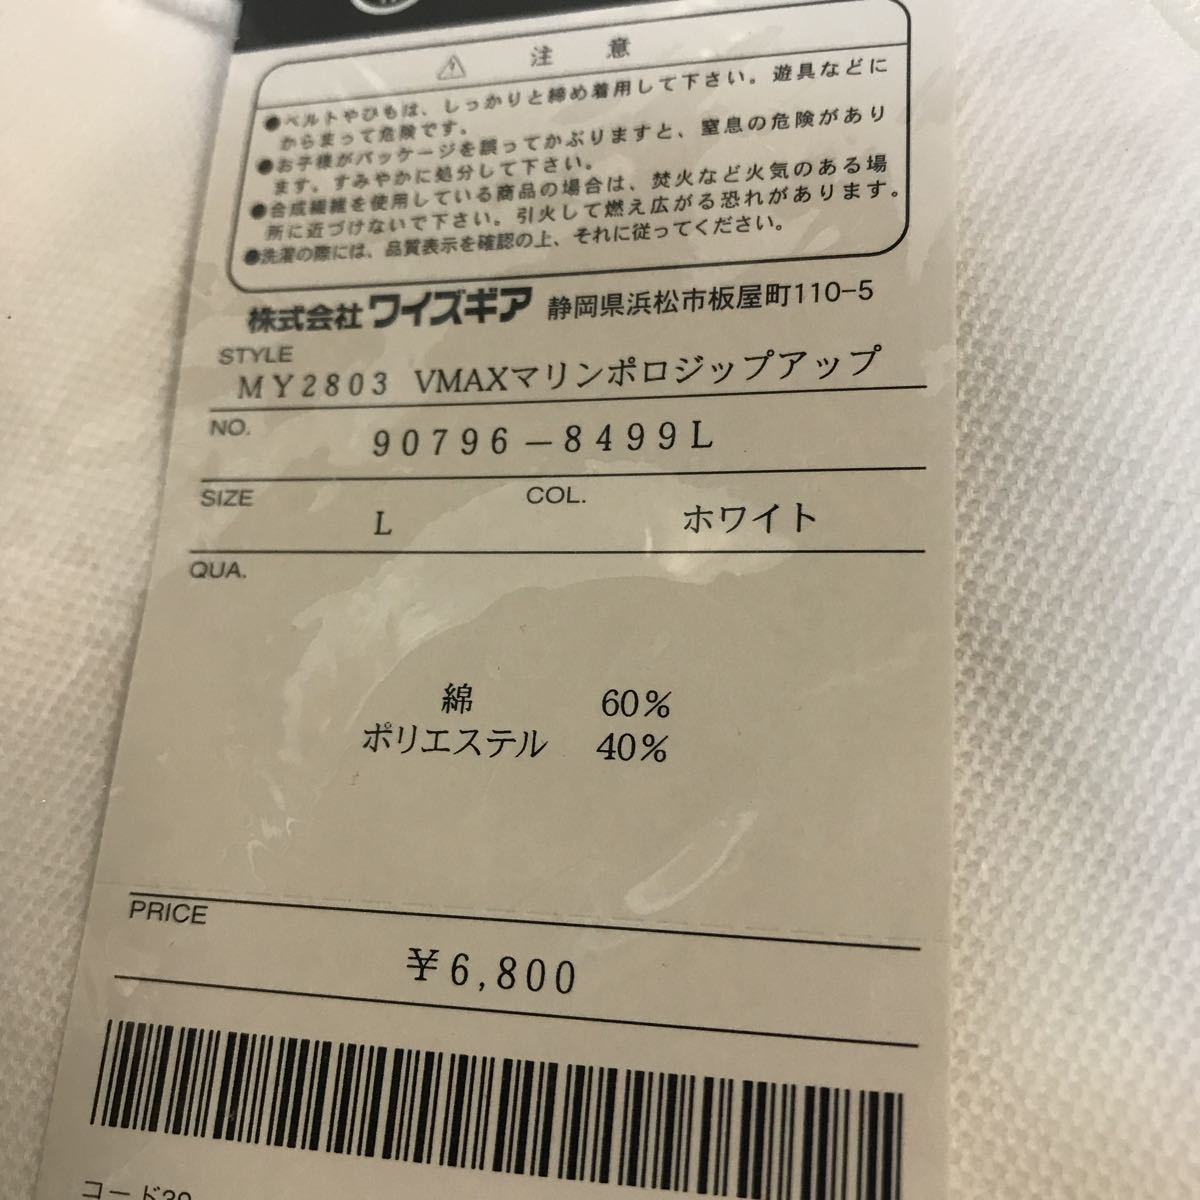 注 意
●ベルトやひもは、しっかりと締め着用して下さい。遊具などに
からまって危険です。
●お子様がパッケージを誤ってかぶりますと、窒息の危険があり
ます。すみやかに処分して下さい。
●合成繊維を使用している商品の場合は、焚火など火気のある場
所に近づけないで下さい。引火して燃え広がる恐れがあります。
●洗濯の際には、品質表示を確認の上、それに従ってください。
株式会社ワイズギア 静岡県浜松市板屋町110-5
STYLE
MY2803 VMAXマリンポロジップアップ
NO.
90796-8499L
SIZE L COL. ホワイト
QUA.
綿 60%
ポリエステル 40%
PRICE
¥6,800
コード39